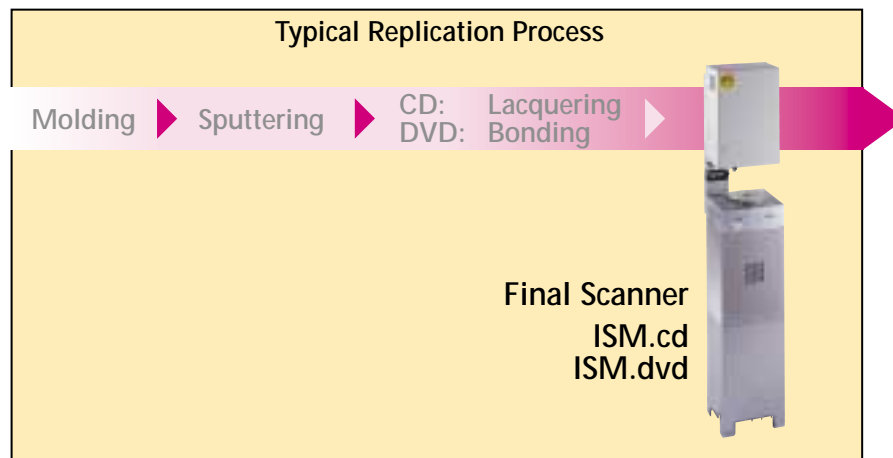 Typical Replication Process
Molding Sputtering CD: Lacquering
DVD: Bonding
Final Scanner
ISM.cd
ISM.dvd